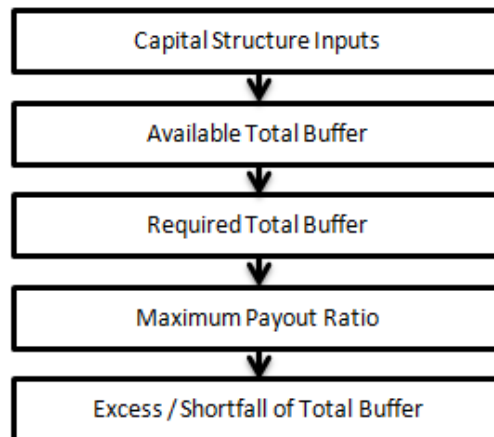 Capital Structure Inputs
Available Total Buffer
Required Total Buffer
Maximum Payout Ratio
Excess / Shortfall of Total Buffer